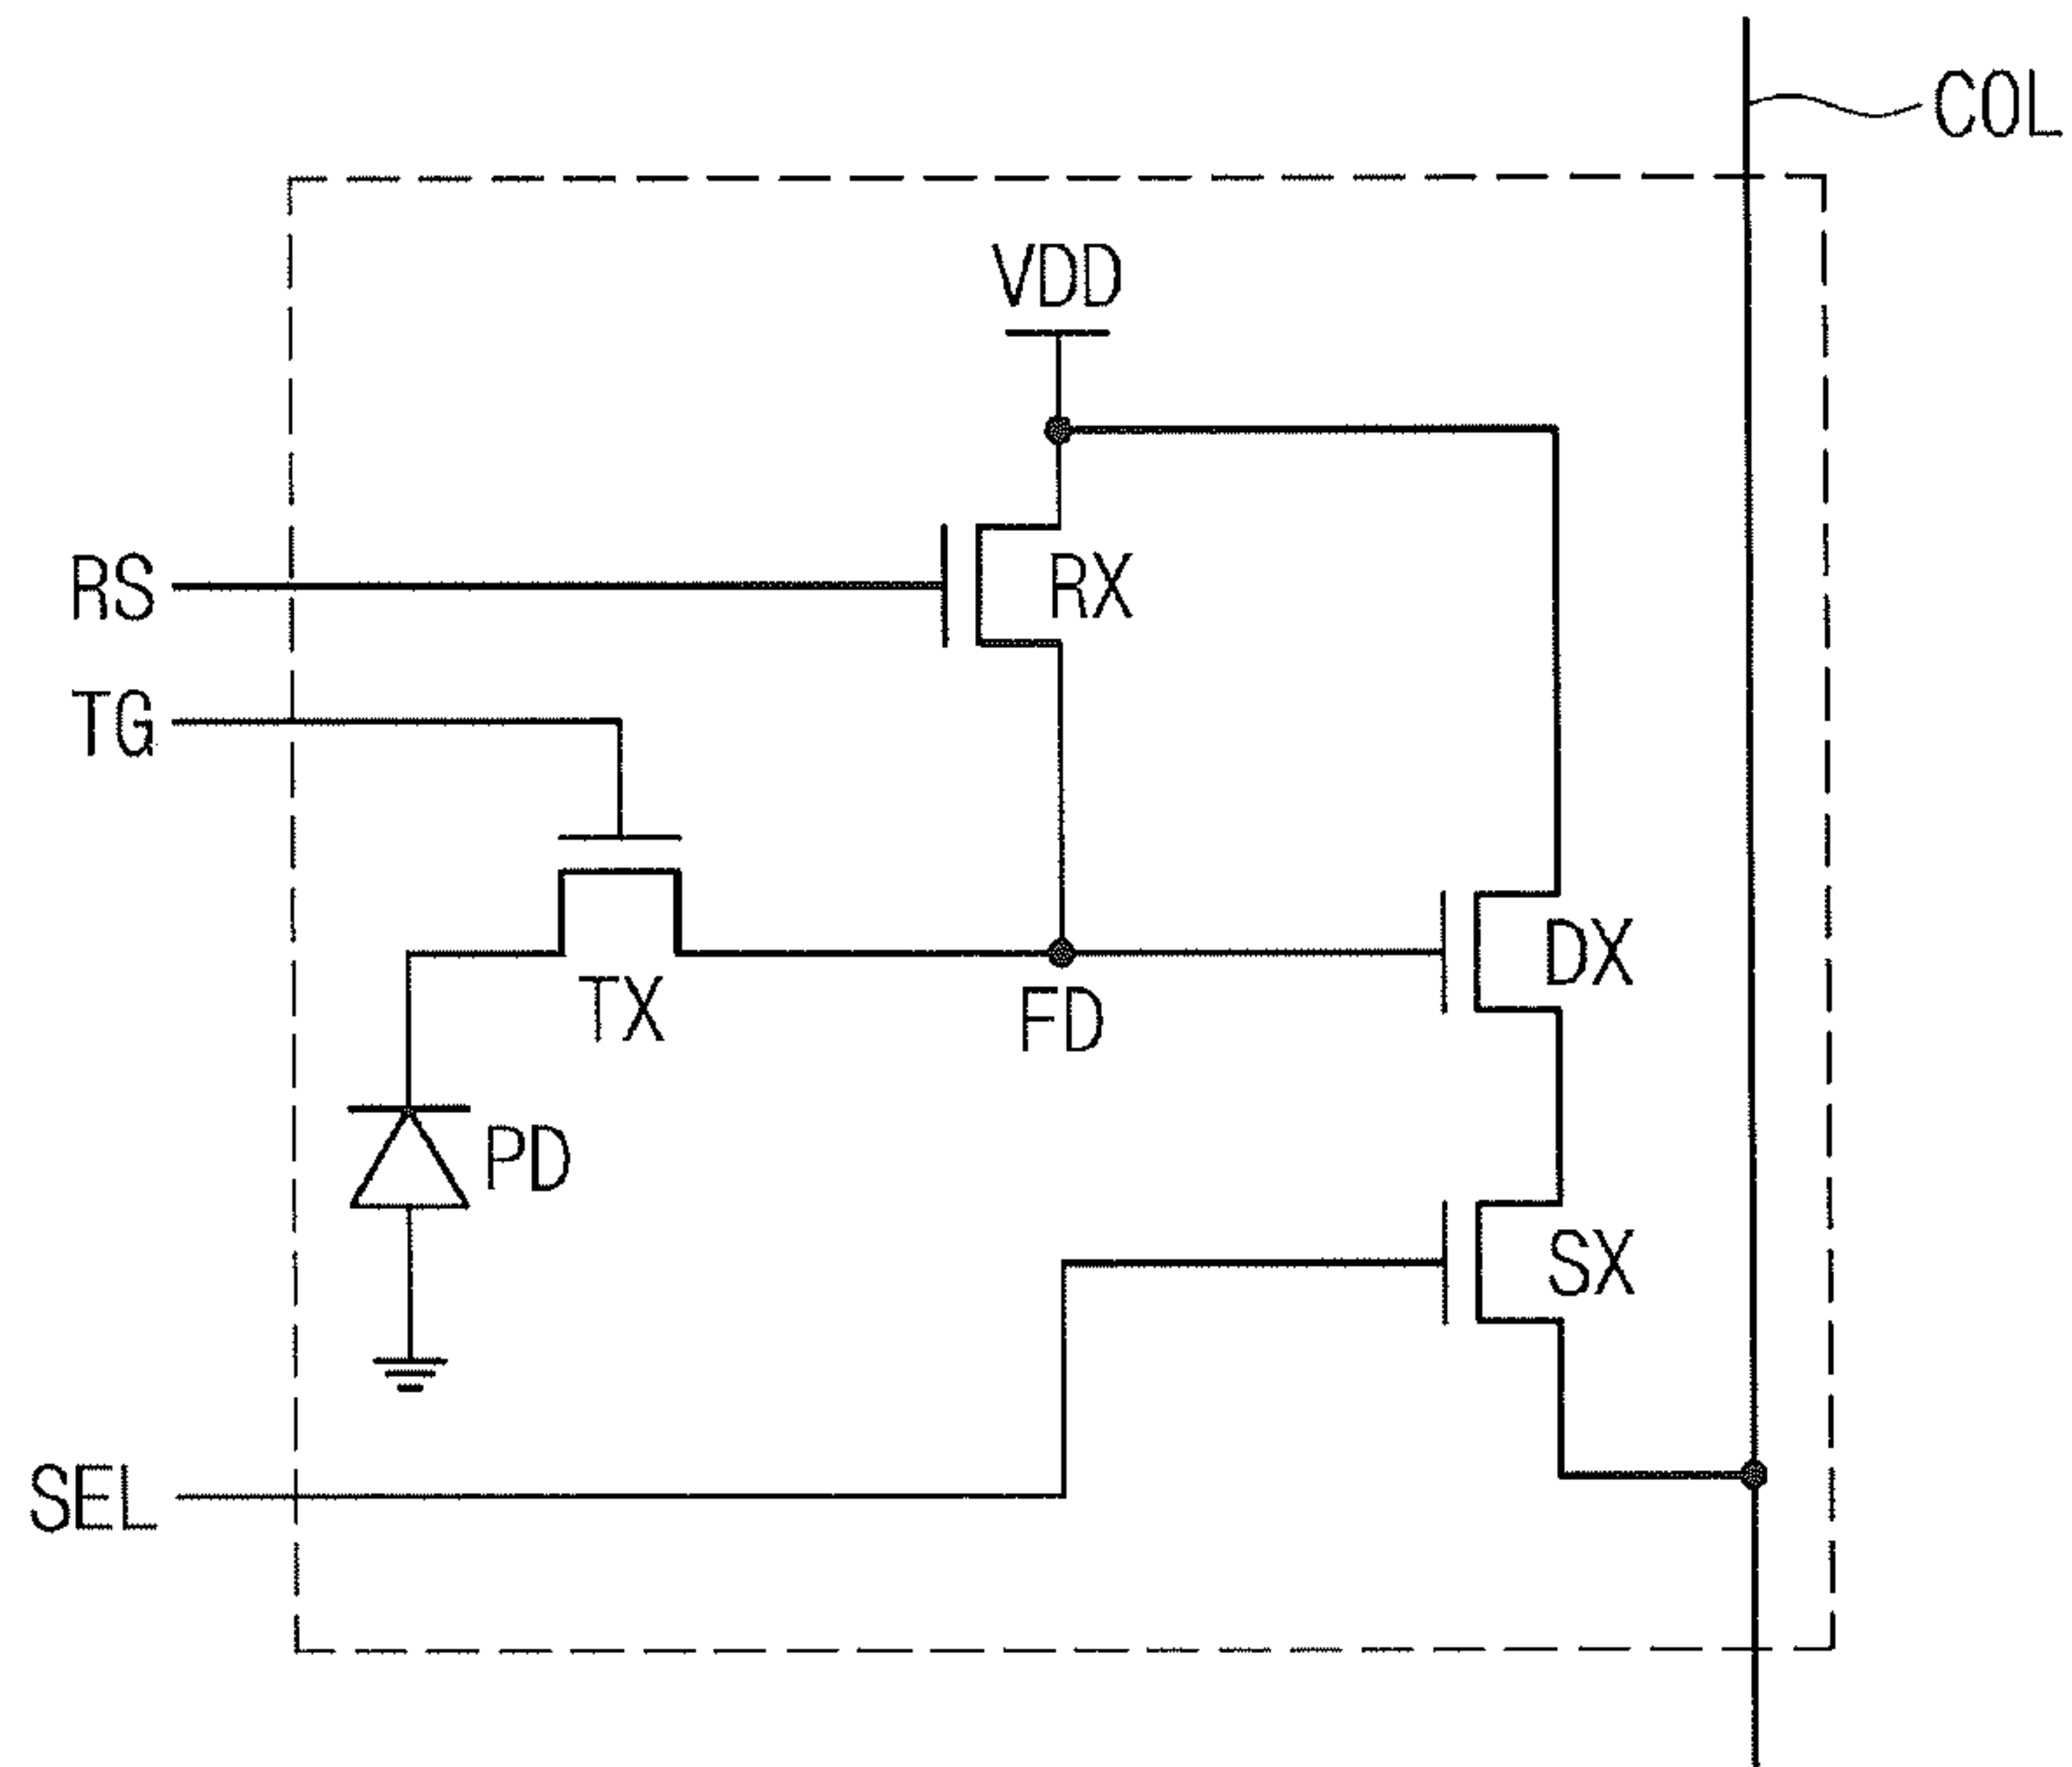 COL
VDD
RS
RX
TG
DX
TX
FD
PD
SX
SEL